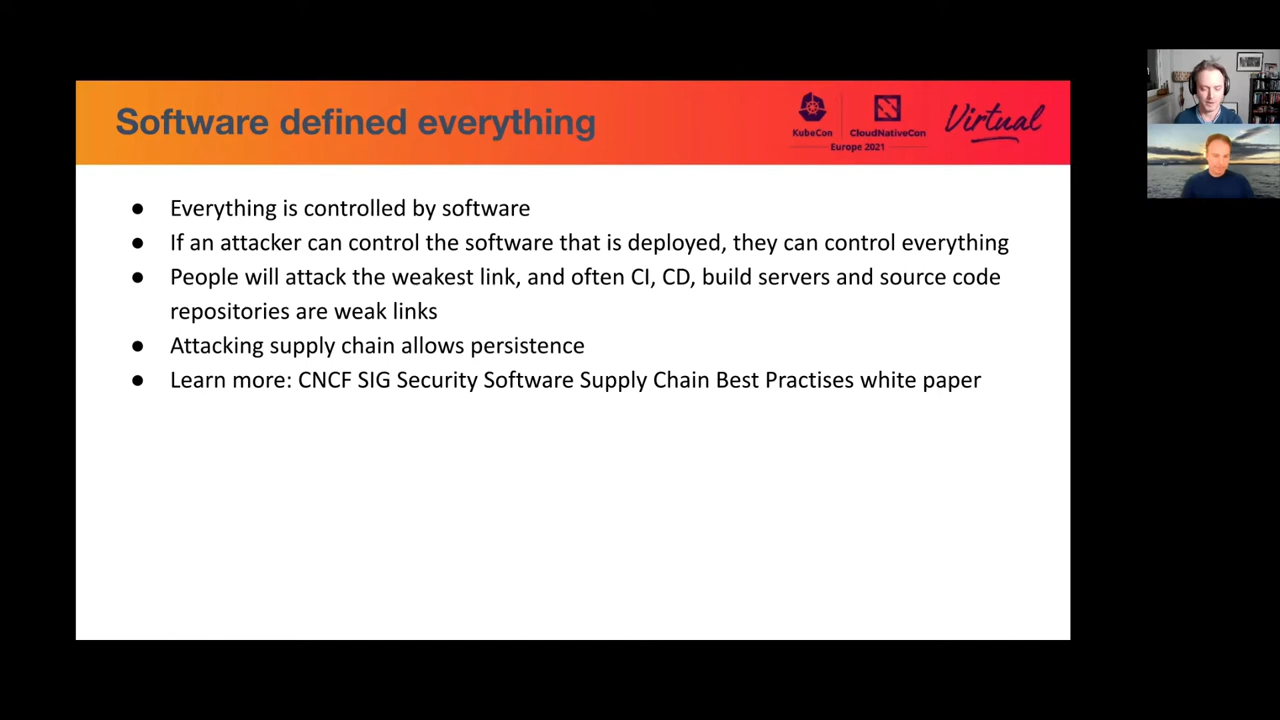 Software defined everything
KubeCon
CloudNativeCon
Europe 2021
Virtual
● Everything is controlled by software
● If an attacker can control the software that is deployed, they can control everything
● People will attack the weakest link, and often CI, CD, build servers and source code
repositories are weak links
● Attacking supply chain allows persistence
● Learn more: CNCF SIG Security Software Supply Chain Best Practises white paper